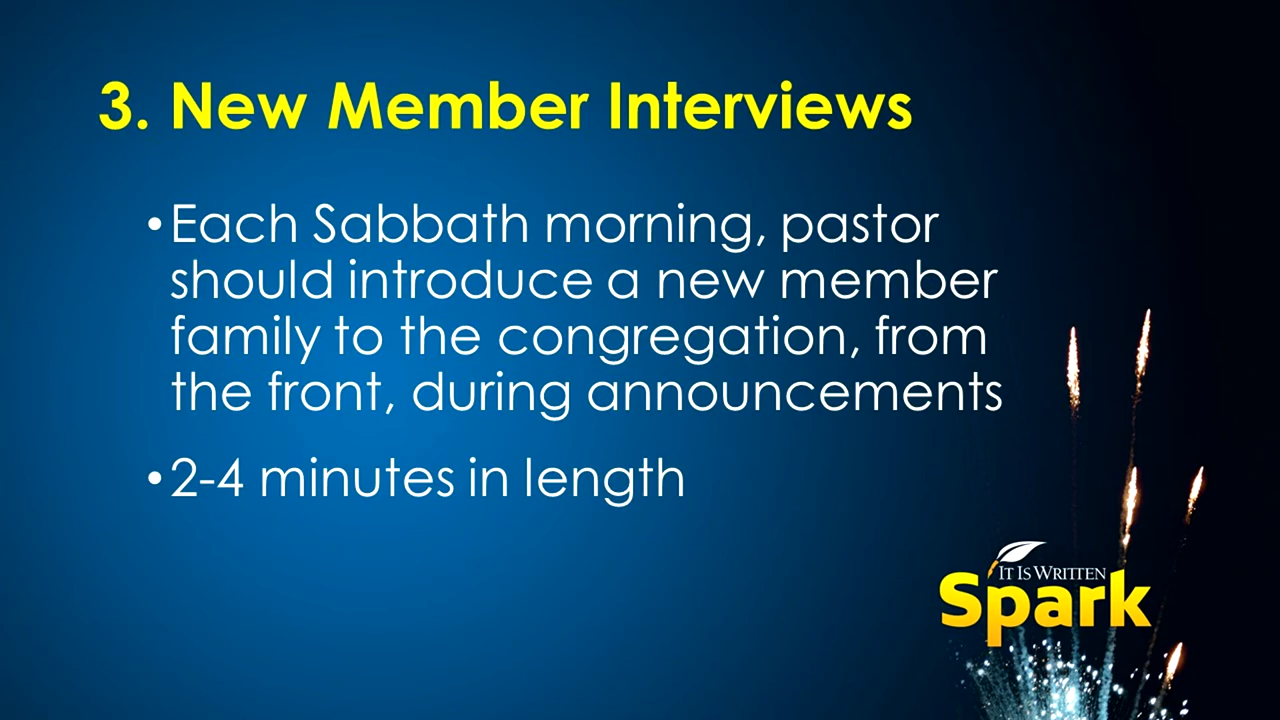 3. New Member Interviews
•Each Sabbath morning, pastor
should introduce a new member
family to the congregation, from
the front, during announcements
•2-4 minutes in length
IT IS WRITTEN
Spark